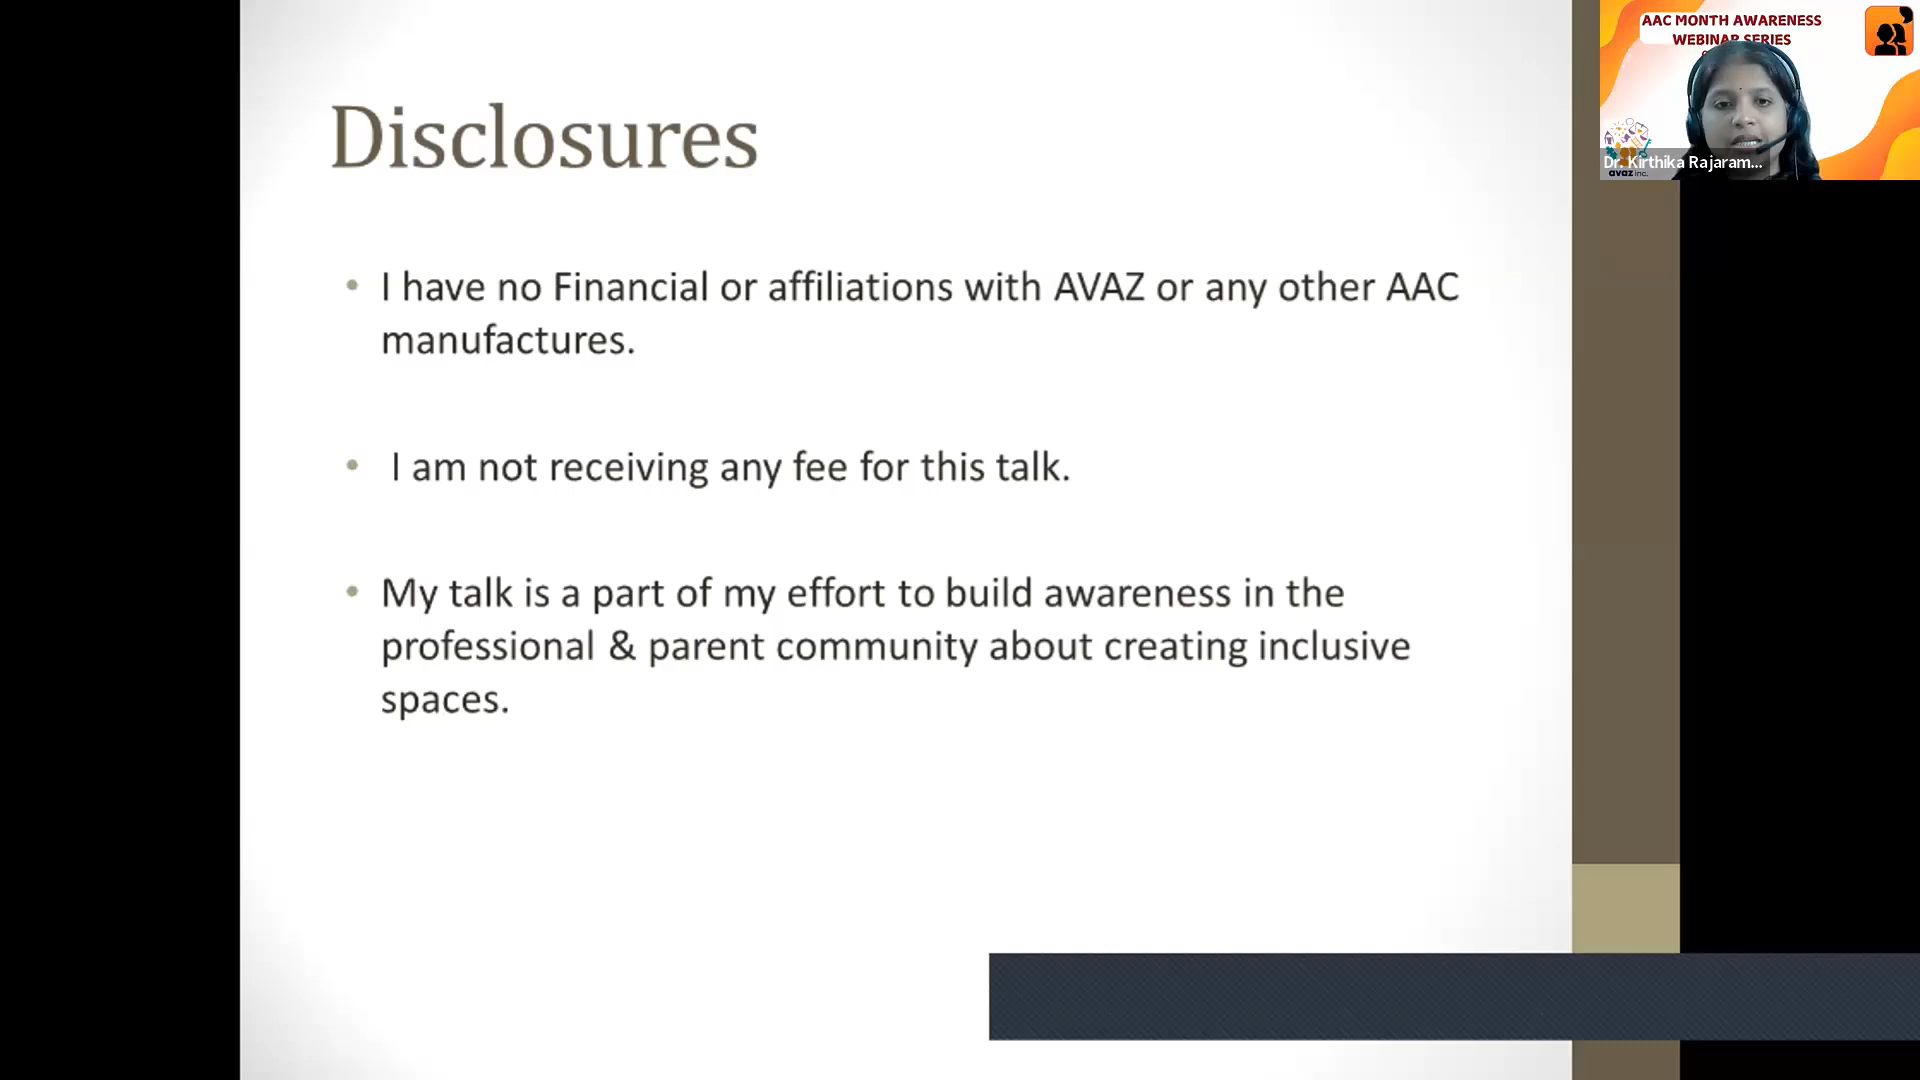 Disclosures
• I have no Financial or affiliations with AVAZ or any other AAC
manufactures.
• I am not receiving any fee for this talk.
• My talk is a part of my effort to build awareness in the
professional & parent community about creating inclusive
spaces.
AAC MONTH AWARENESS
WEBINAR SERIES
Dr. Kirthika Rajaram...
avaz inc.